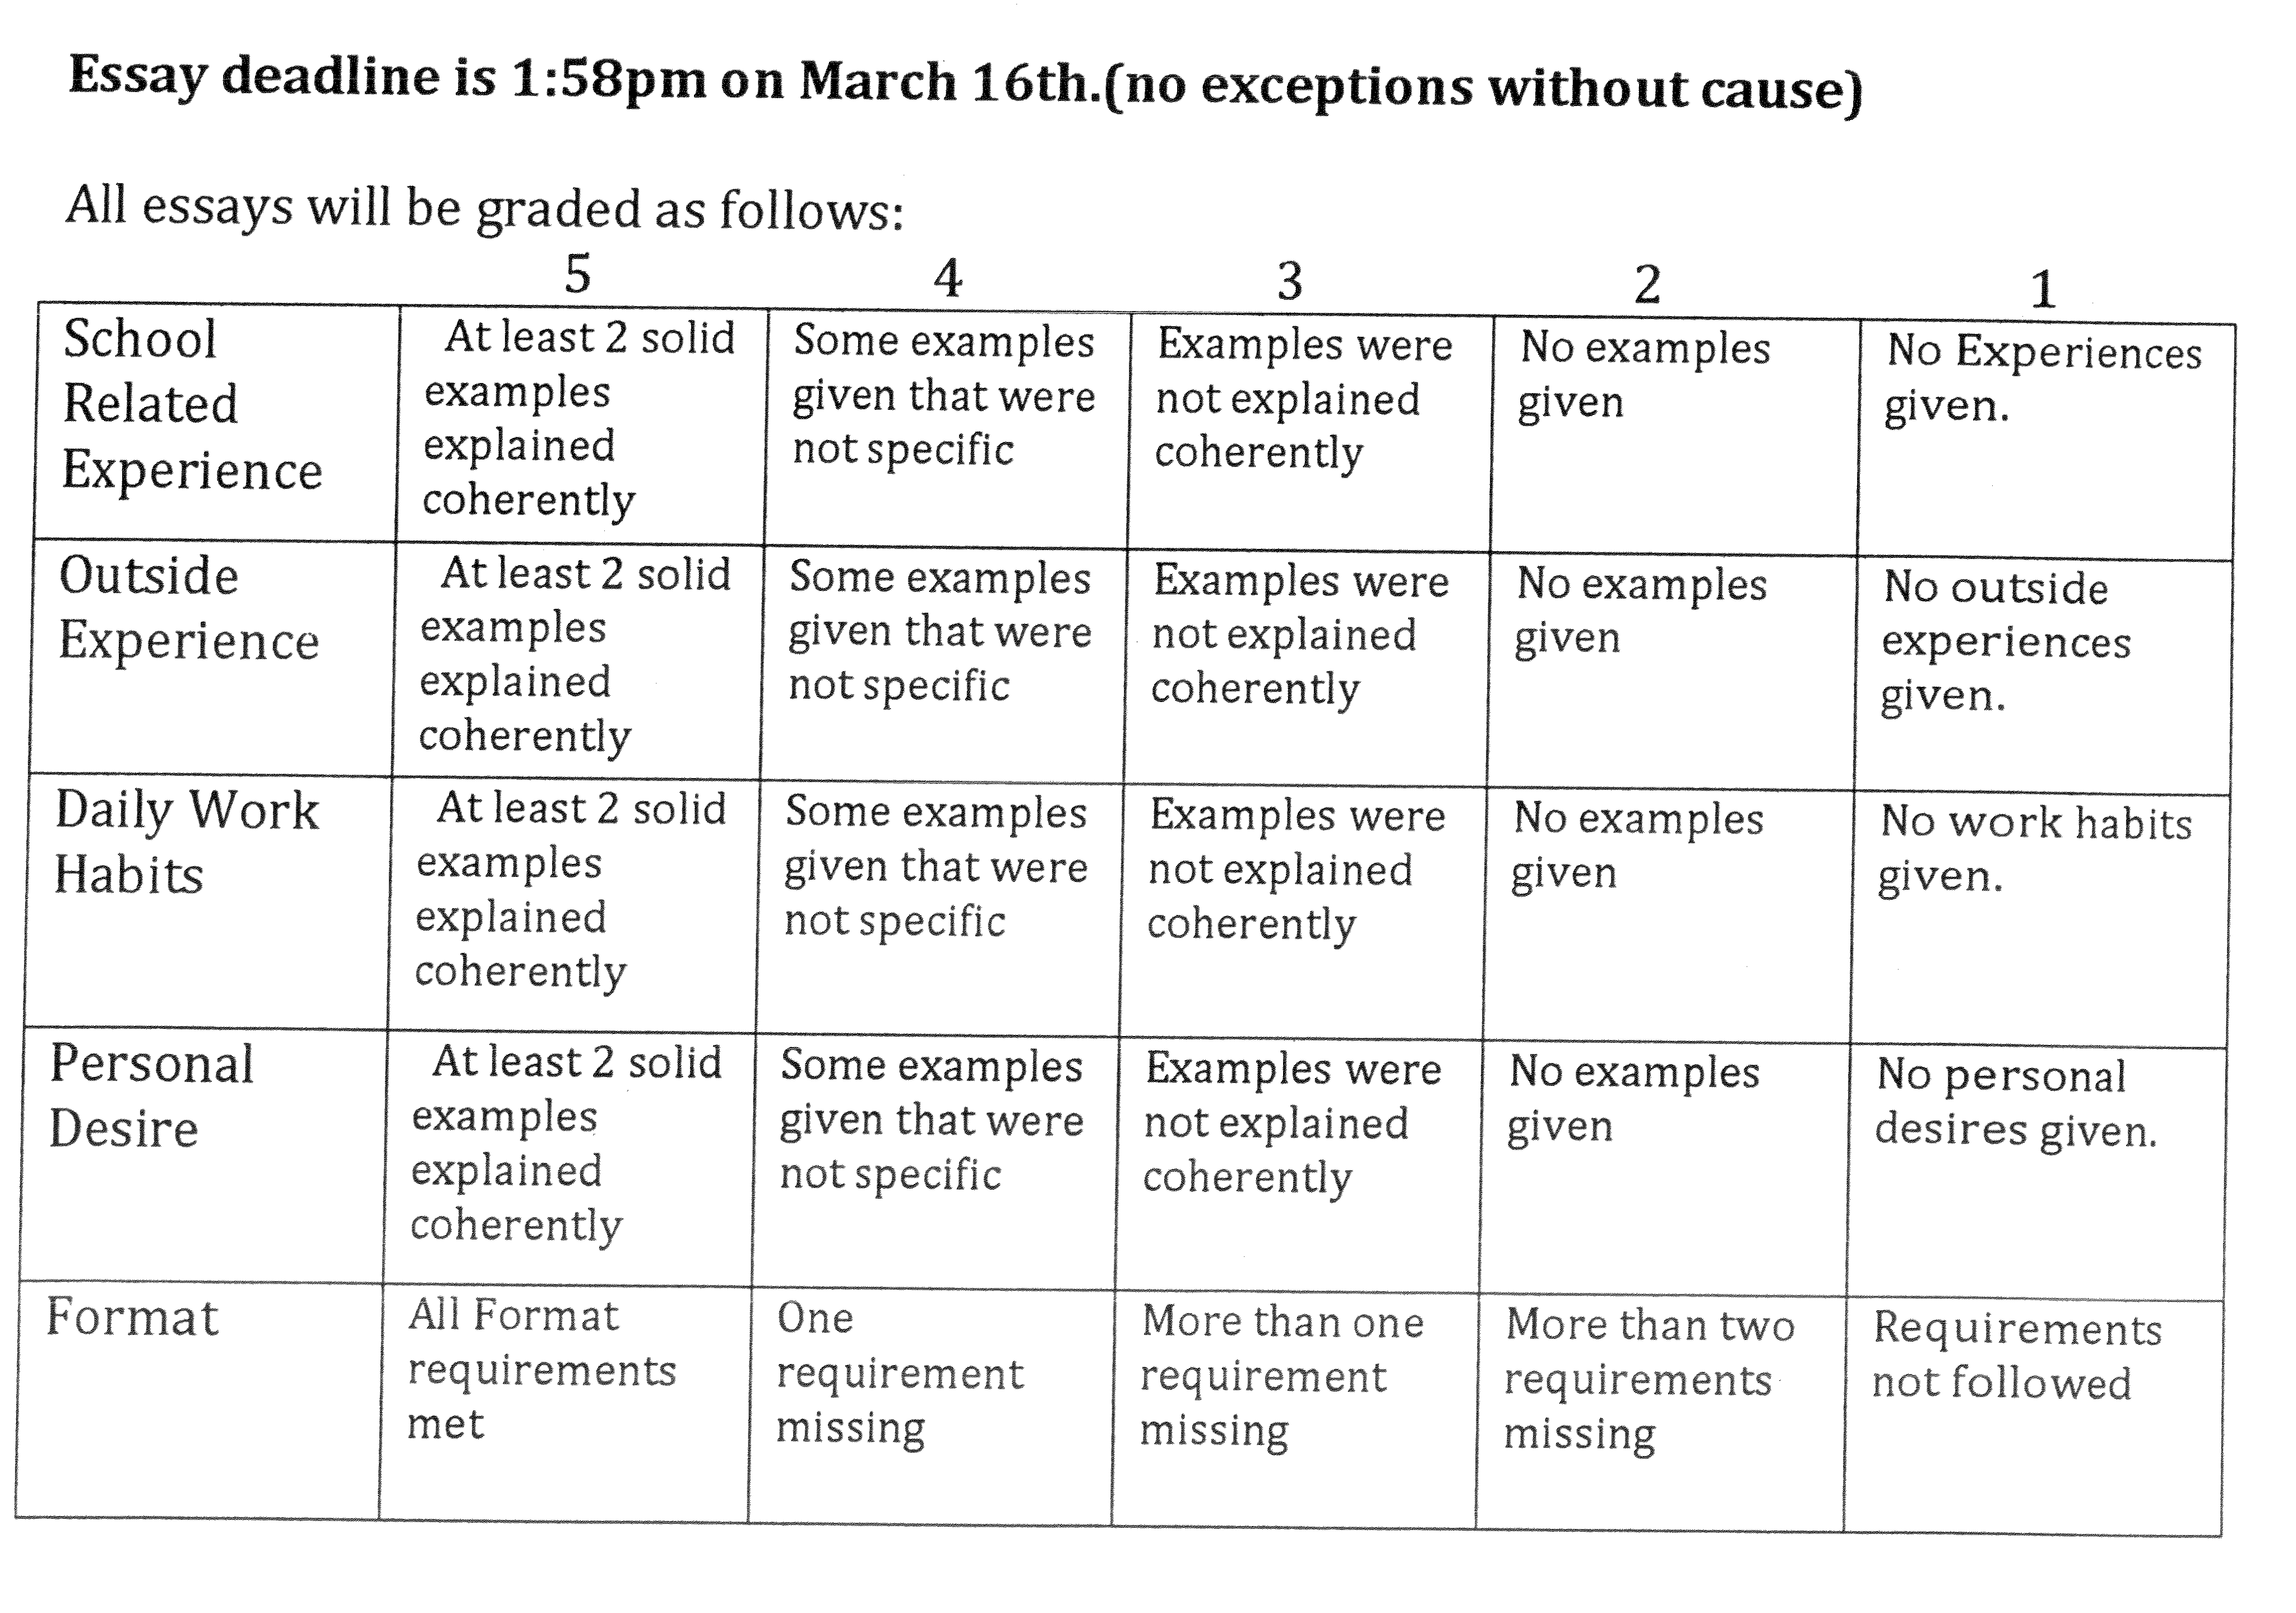 Essay deadline is 1:58pm on March 16th.(no exceptions without cause)
All essays will be graded as follows:
5 4 3 2 1
School
Related
Experience
At least 2 solid
examples
explained
coherently
Some examples
given that were
not specific
Examples were
not explained
coherently
No examples
given
No Experiences
given.
Outside
Experience
At least 2 solid
examples
explained
coherently
Some examples
given that were
not specific
Examples were
not explained
coherently
No examples
given
No outside
experiences
given.
Daily Work
Habits
At least 2 solid
examples
explained
coherently
Some examples
given that were
not specific
Examples were
not explained
coherently
No examples
given
No work habits
given.
Personal
Desire
At least 2 solid
examples
explained
coherently
Some examples
given that were
not specific
Examples were
not explained
coherently
No examples
given
No personal
desires given.
Format
All Format
requirements
met
One
requirement
missing
More than one
requirement
missing
More than two
requirements
missing
Requirements
not followed